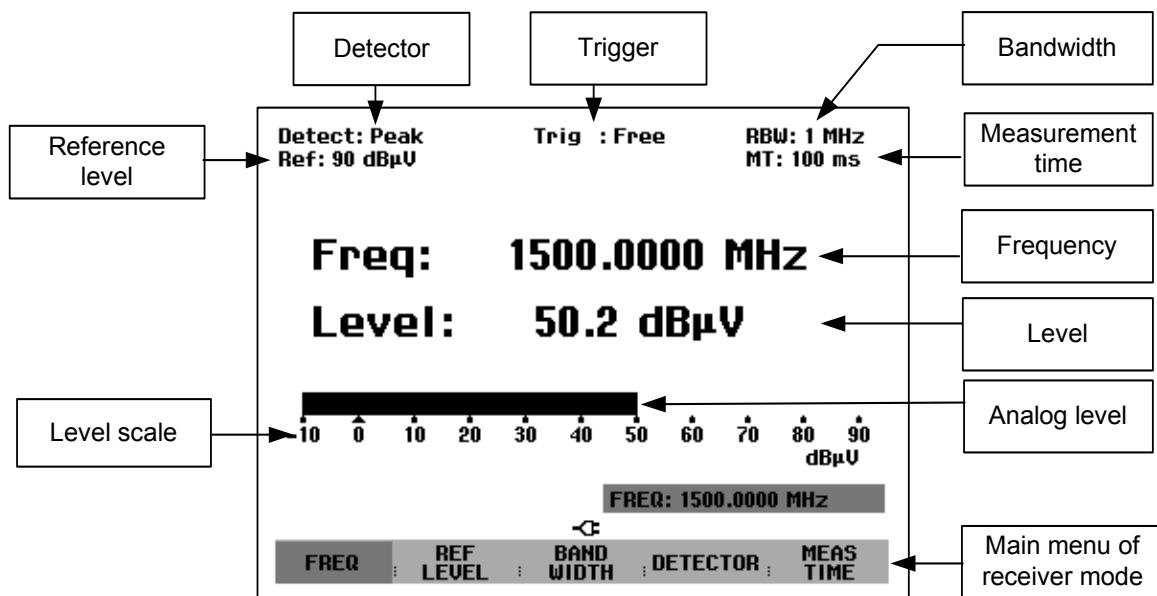 Detector
Trigger
Bandwidth
Reference
level
Detect: Peak
Ref: 90 dBµV
Trig : Free
RBW: 1 MHz
MT: 100 ms
Measurement
time
Freq: 1500.0000 MHz
Frequency
Level: 50.2 dBµV
Level
Analog level
Level scale
-10 0 10 20 30 40 50 60 70 80 90
dBµV
FREQ: 1500.0000 MHz
FREQ
REF
LEVEL
BAND
WIDTH
DETECTOR
MEAS
TIME
Main menu of
receiver mode